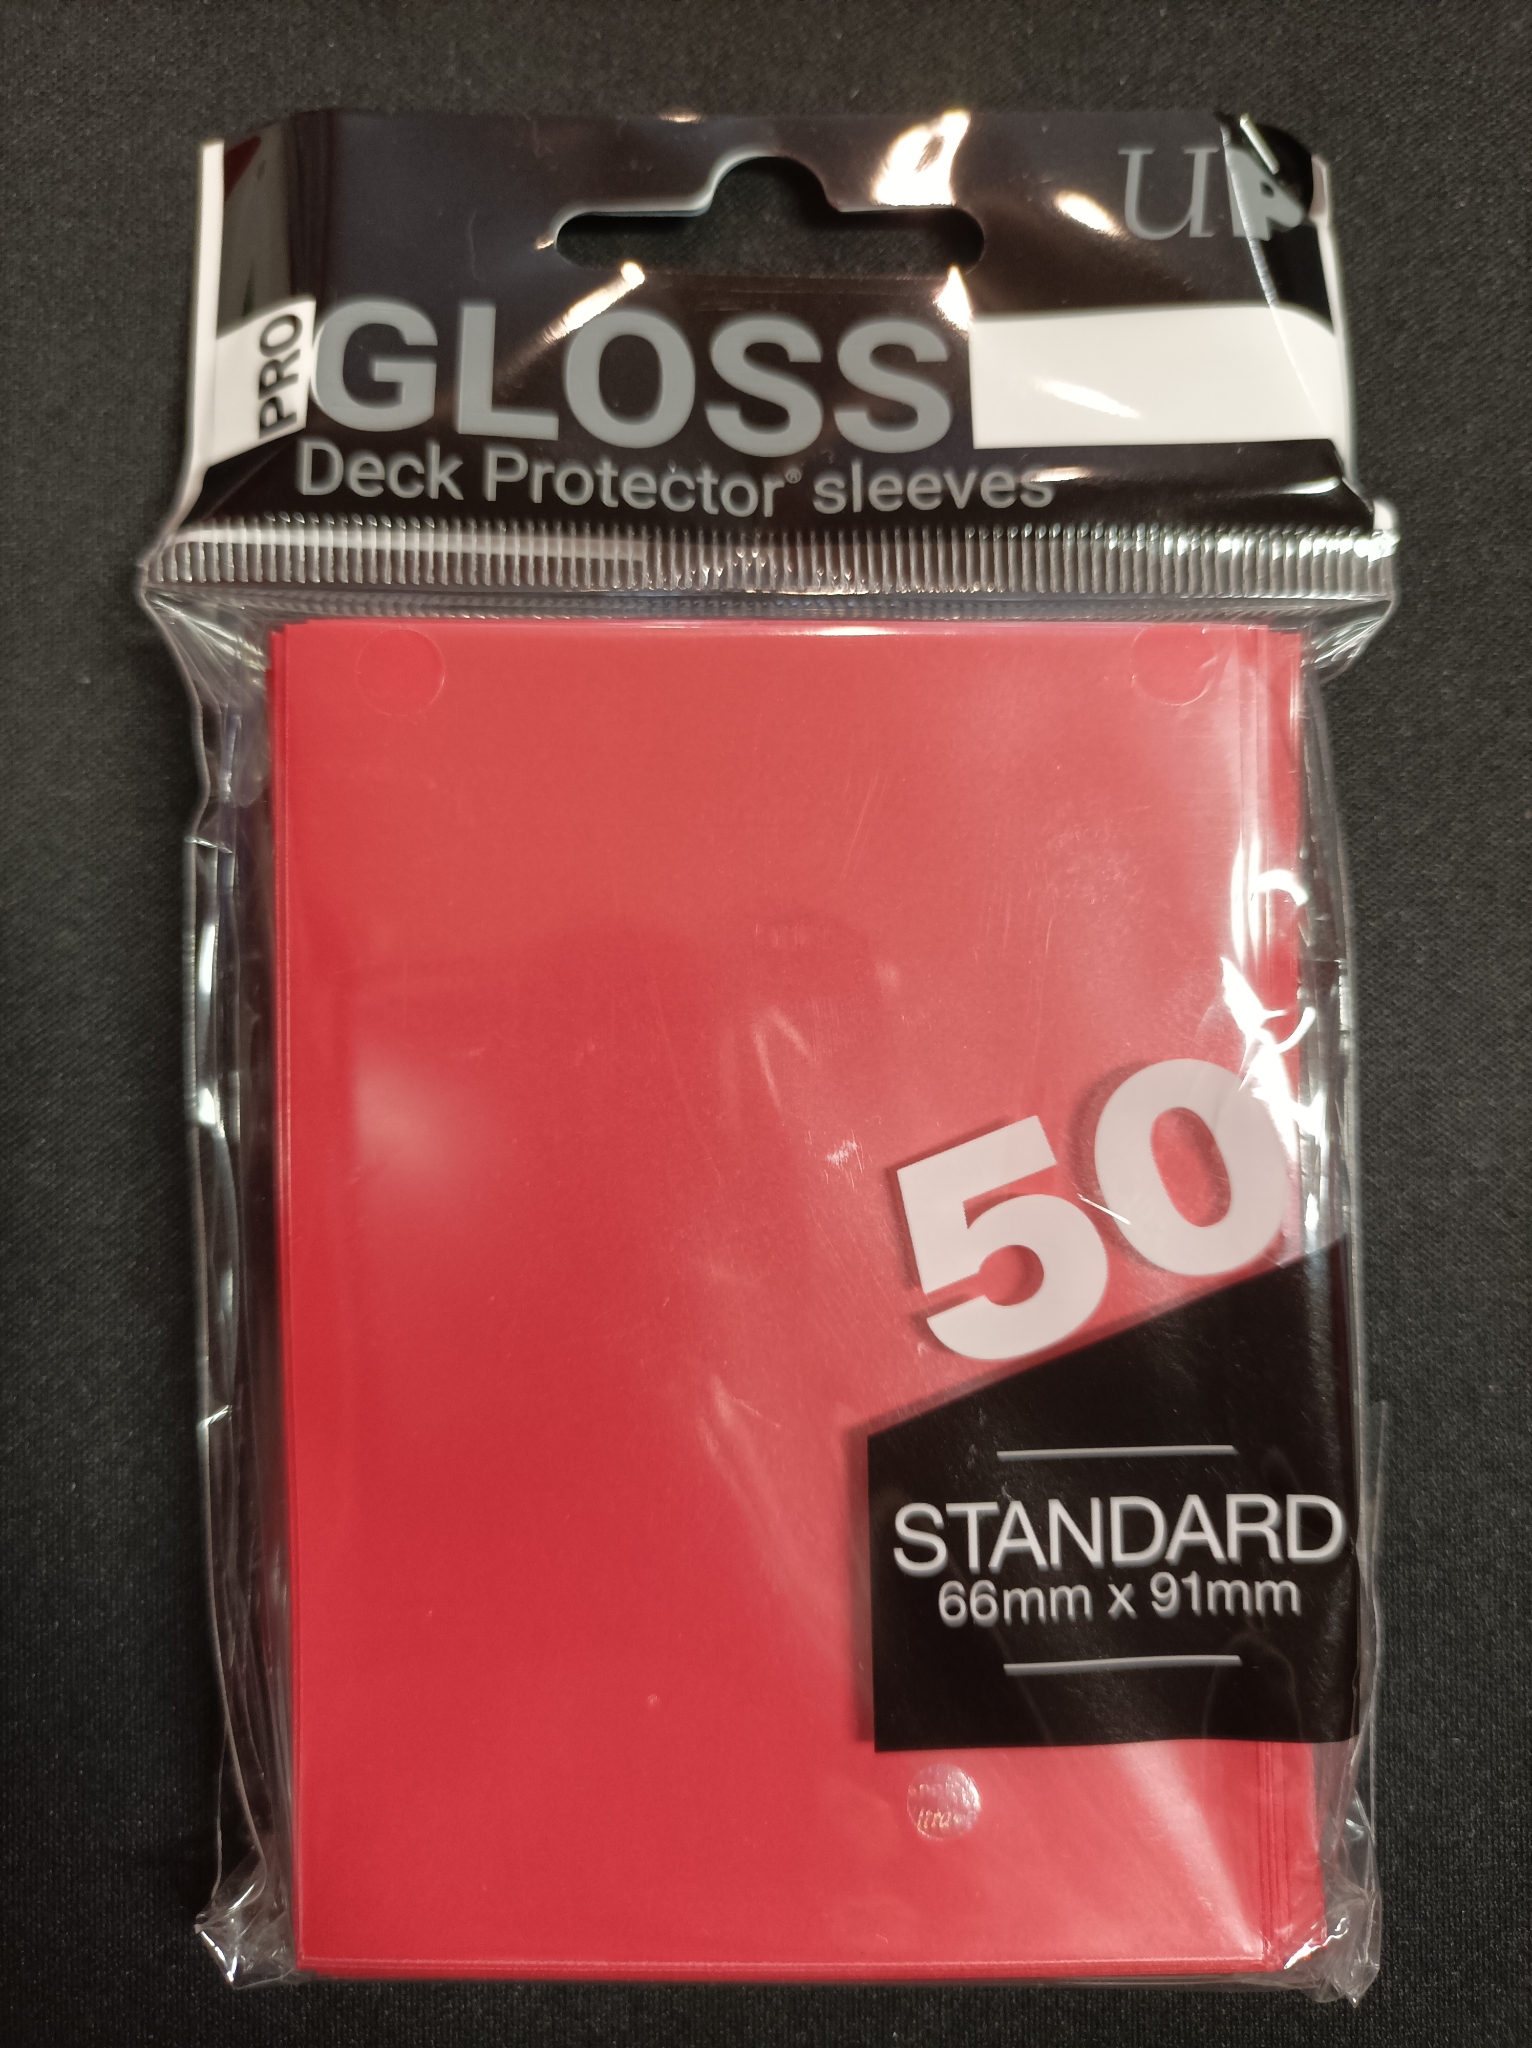 UP
PRO
GLOSS
Deck Protector® sleeves
50
STANDARD
66mm x 91mm